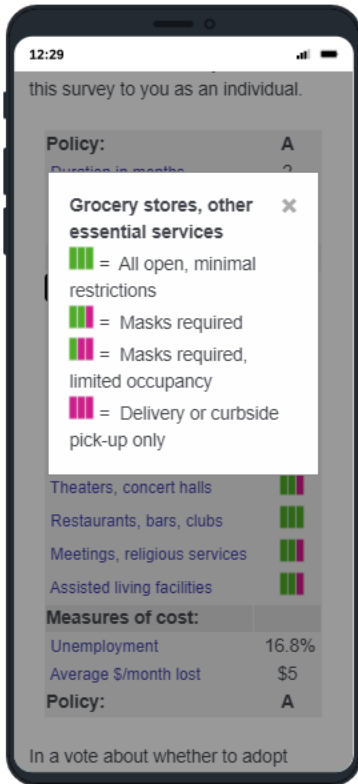 12:29
this survey to you as an individual.
Policy: A
Duration in months 2
Grocery stores, other ×
essential services
= All open, minimal
restrictions
= Masks required
= Masks required,
limited occupancy
= Delivery or curbside
pick-up only
Theaters, concert halls
Restaurants, bars, clubs
Meetings, religious services
Assisted living facilities
Measures of cost:
Unemployment 16.8%
Average $/month lost $5
Policy: A
In a vote about whether to adopt